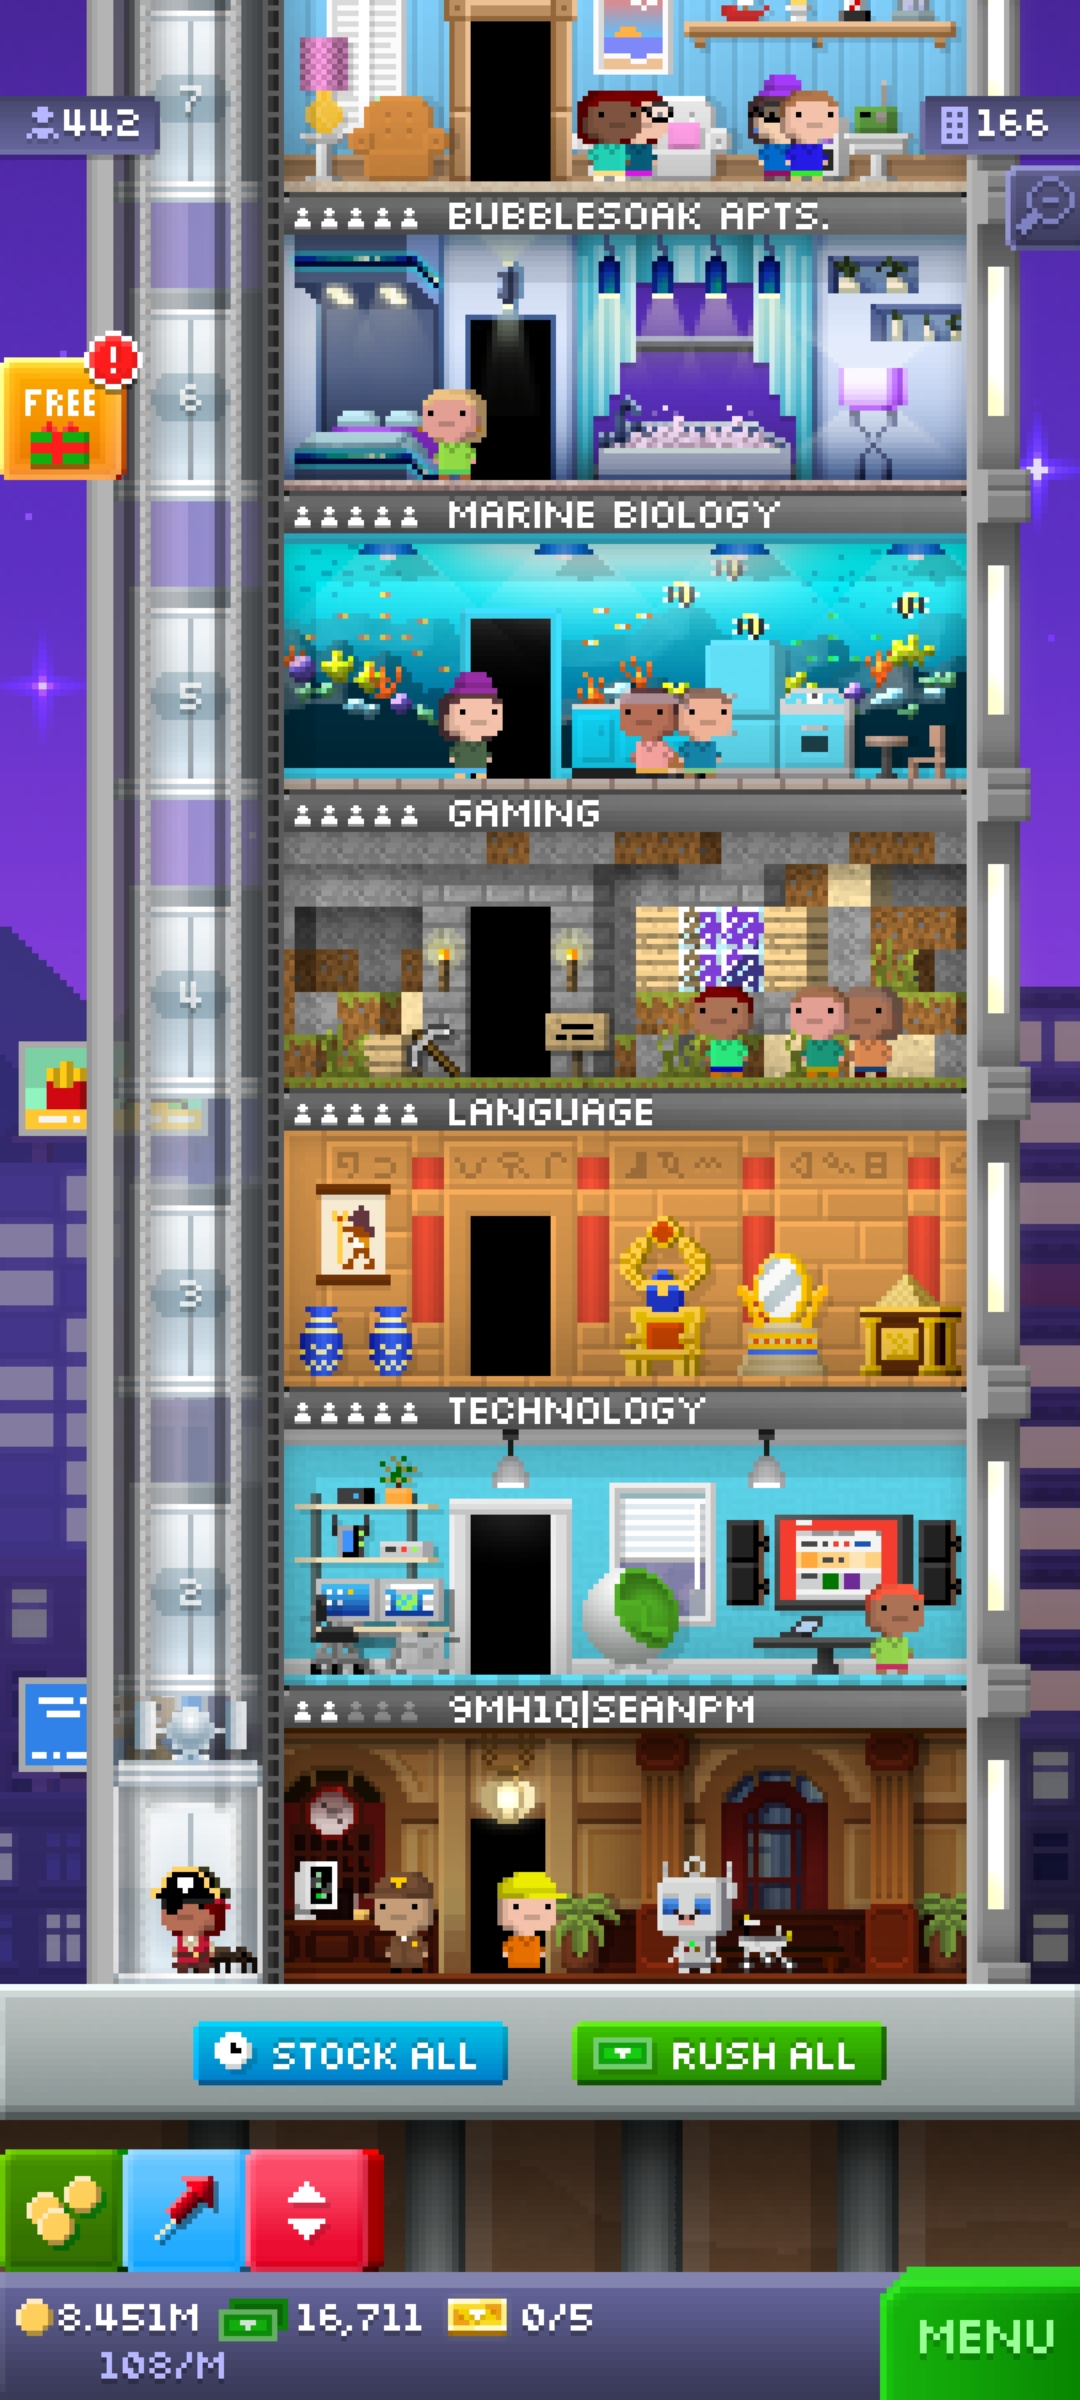 7
442
166
BUBBLESOAK APTS.
FREE
!
6
MARINE BIOLOGY
5
GAMING
4
LANGUAGE
3
TECHNOLOGY
2
9MH1Q|SEANPM
STOCK ALL
RUSH ALL
8.451M
16,711
0/5
108/M
MENU